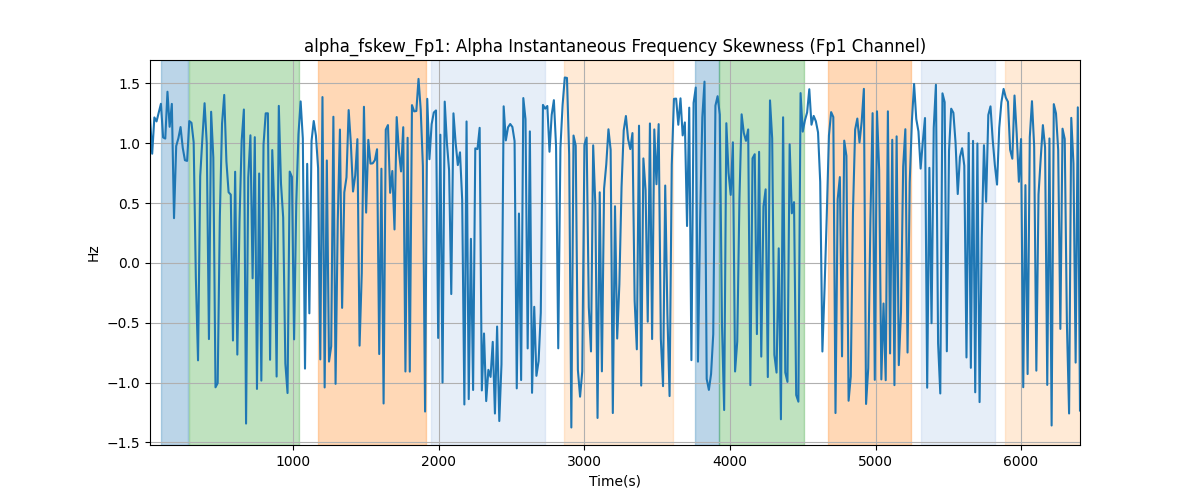 alpha_fskew_Fp1: Alpha Instantaneous Frequency Skewness (Fp1 Channel)
Hz
1.5
1.0
0.5
0.0
−0.5
−1.0
−1.5
1000 2000 3000 4000 5000 6000
Time(s)